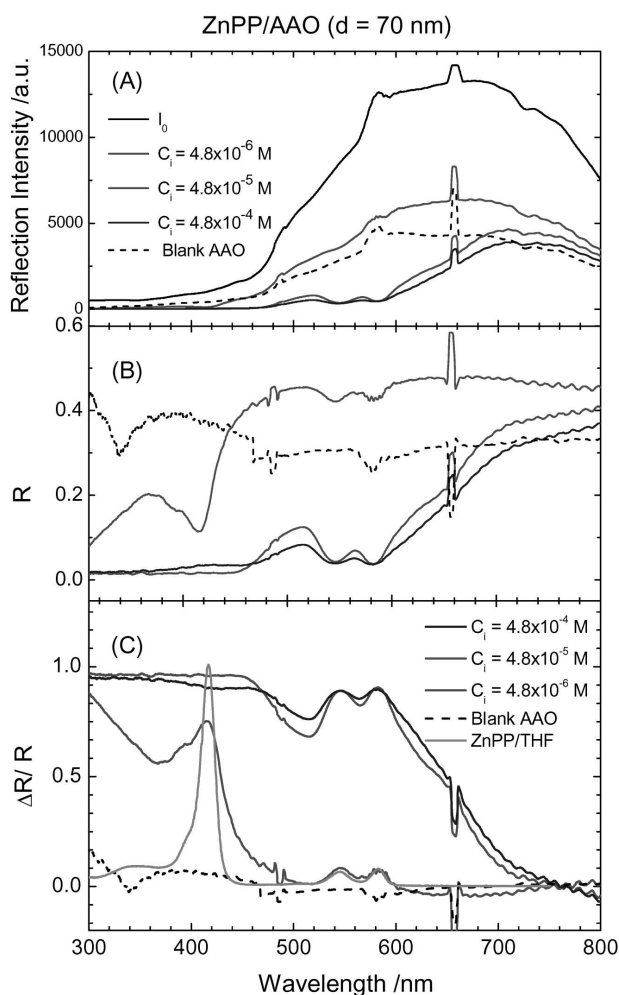 ZnPP/AAO (d = 70 nm)
15000
(A)
I₀
Cᵢ = 4.8x10⁻⁶ M
Cᵢ = 4.8x10⁻⁵ M
Cᵢ = 4.8x10⁻⁴ M
Blank AAO
10000
5000
0
Reflection Intensity /a.u.
0.6
(B)
0.4
0.2
0.0
R
(C)
Cᵢ = 4.8x10⁻⁴ M
Cᵢ = 4.8x10⁻⁵ M
Cᵢ = 4.8x10⁻⁶ M
Blank AAO
ZnPP/THF
1.0
0.5
0.0
ΔR/ R
300 400 500 600 700 800
Wavelength /nm